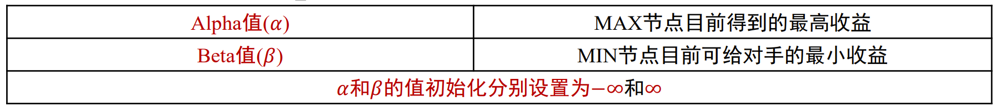 Alpha值(α)
MAX节点目前得到的最高收益
Beta值(β)
MIN节点目前可给对手的最小收益
α和β的值初始化分别设置为−∞和∞